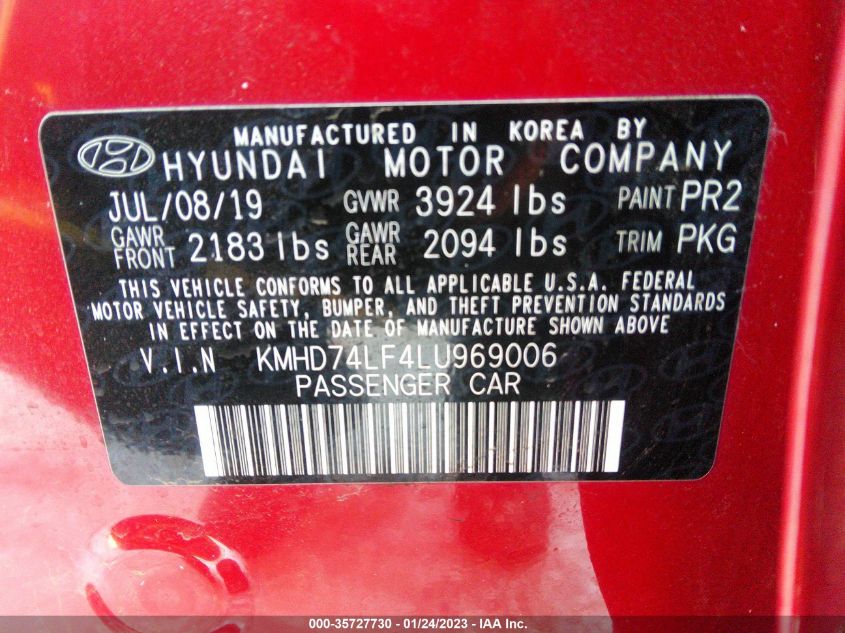 MANUFACTURED IN KOREA BY
HYUNDAI MOTOR COMPANY
JUL/08/19 GVWR 3924 lbs PAINT PR2
GAWR FRONT 2183 lbs GAWR REAR 2094 lbs TRIM PKG
THIS VEHICLE CONFORMS TO ALL APPLICABLE U.S.A. FEDERAL
MOTOR VEHICLE SAFETY, BUMPER, AND THEFT PREVENTION STANDARDS
IN EFFECT ON THE DATE OF MANUFACTURE SHOWN ABOVE
V.I.N KMHD74LF4LU969006
PASSENGER CAR
000-35727730 - 01/24/2023 - IAA Inc.